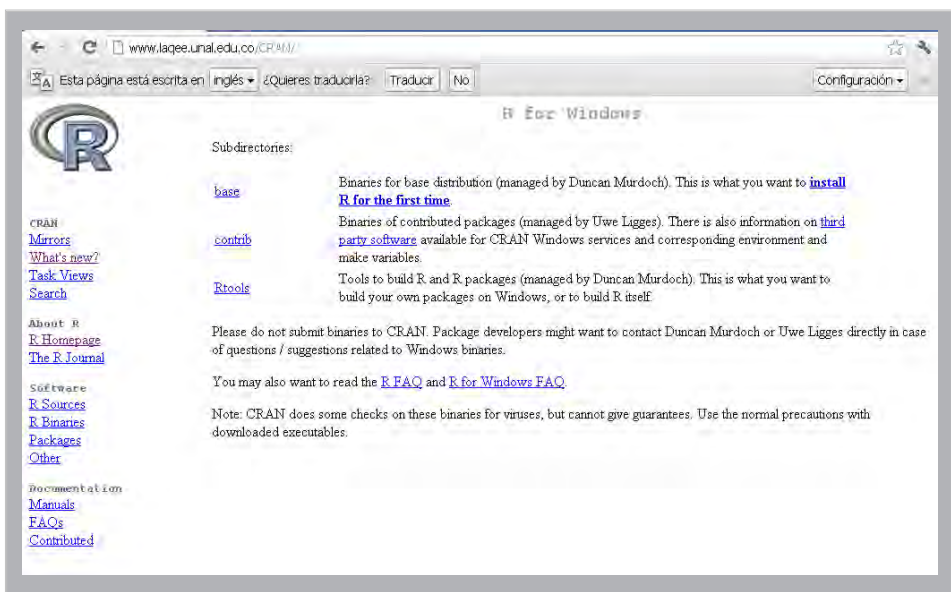 www.laqee.unal.edu.co/CRAN/
Esta página está escrita en inglés ¿Quieres traducirla? Traducir No Configuración
R
R for Windows
Subdirectories:
base
Binaries for base distribution (managed by Duncan Murdoch). This is what you want to install
R for the first time.
contrib
Binaries of contributed packages (managed by Uwe Ligges). There is also information on third
party software available for CRAN Windows services and corresponding environment and
make variables.
Rtools
Tools to build R and R packages (managed by Duncan Murdoch). This is what you want to
build your own packages on Windows, or to build R itself.
Please do not submit binaries to CRAN. Package developers might want to contact Duncan Murdoch or Uwe Ligges directly in case
of questions / suggestions related to Windows binaries.
You may also want to read the R FAQ and R for Windows FAQ.
Note: CRAN does some checks on these binaries for viruses, but cannot give guarantees. Use the normal precautions with
downloaded executables.
CRAN
Mirrors
What's new?
Task Views
Search
About R
R Homepage
The R Journal
Software
R Sources
R Binaries
Packages
Other
Documentation
Manuals
FAQs
Contributed